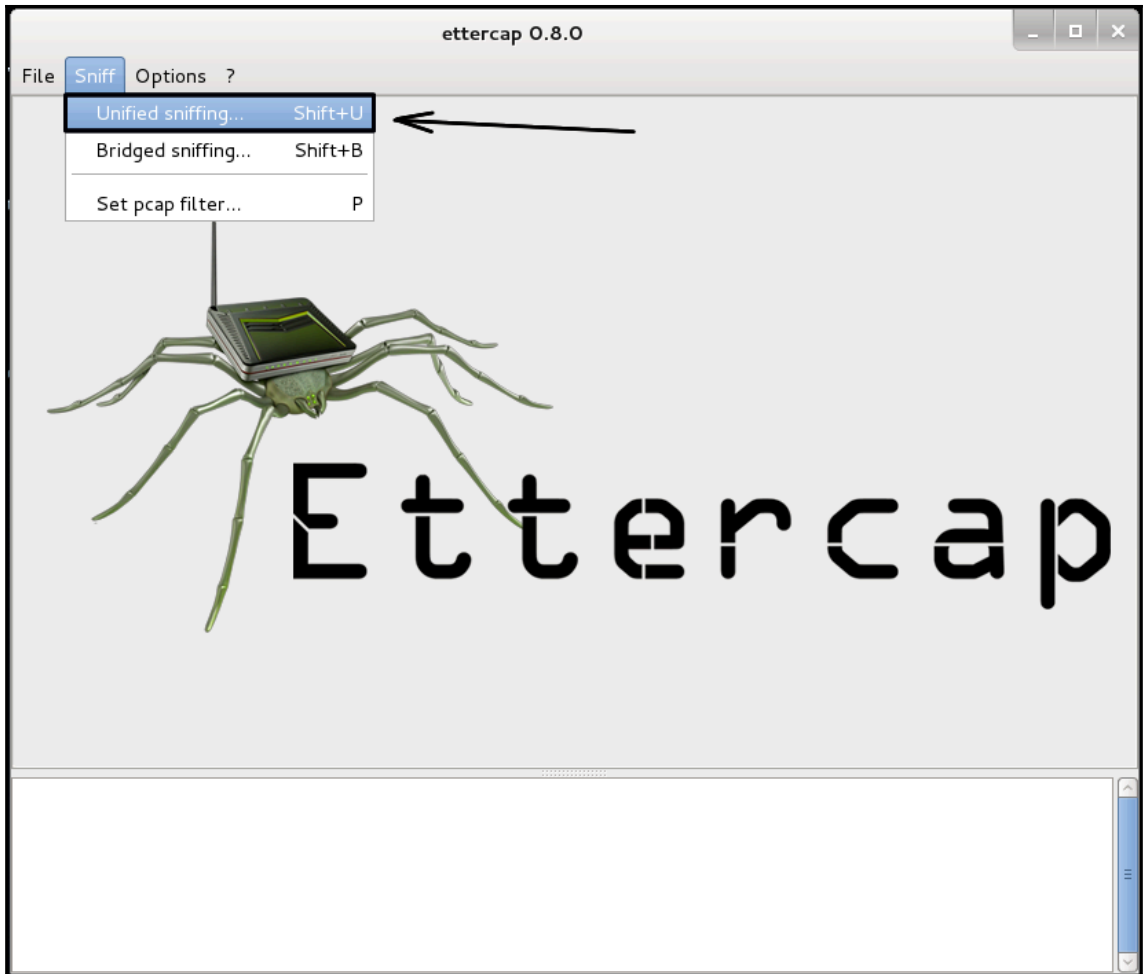 ettercap 0.8.0
File Sniff Options ?
Unified sniffing... Shift+U
Bridged sniffing... Shift+B
Set pcap filter... P
Ettercap